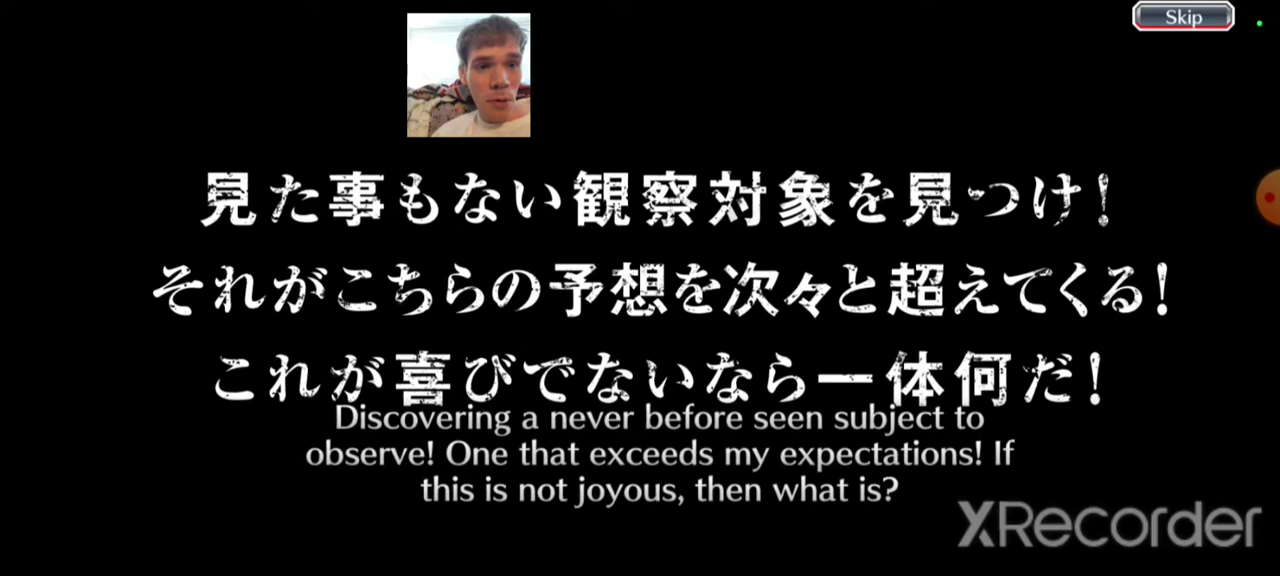 Skip
見た事もない観察対象を見つけ！
それがこちらの予想を次々と超えてくる！
これが喜びでないなら一体何だ！
Discovering a never before seen subject to
observe! One that exceeds my expectations! If
this is not joyous, then what is?
XRecorder